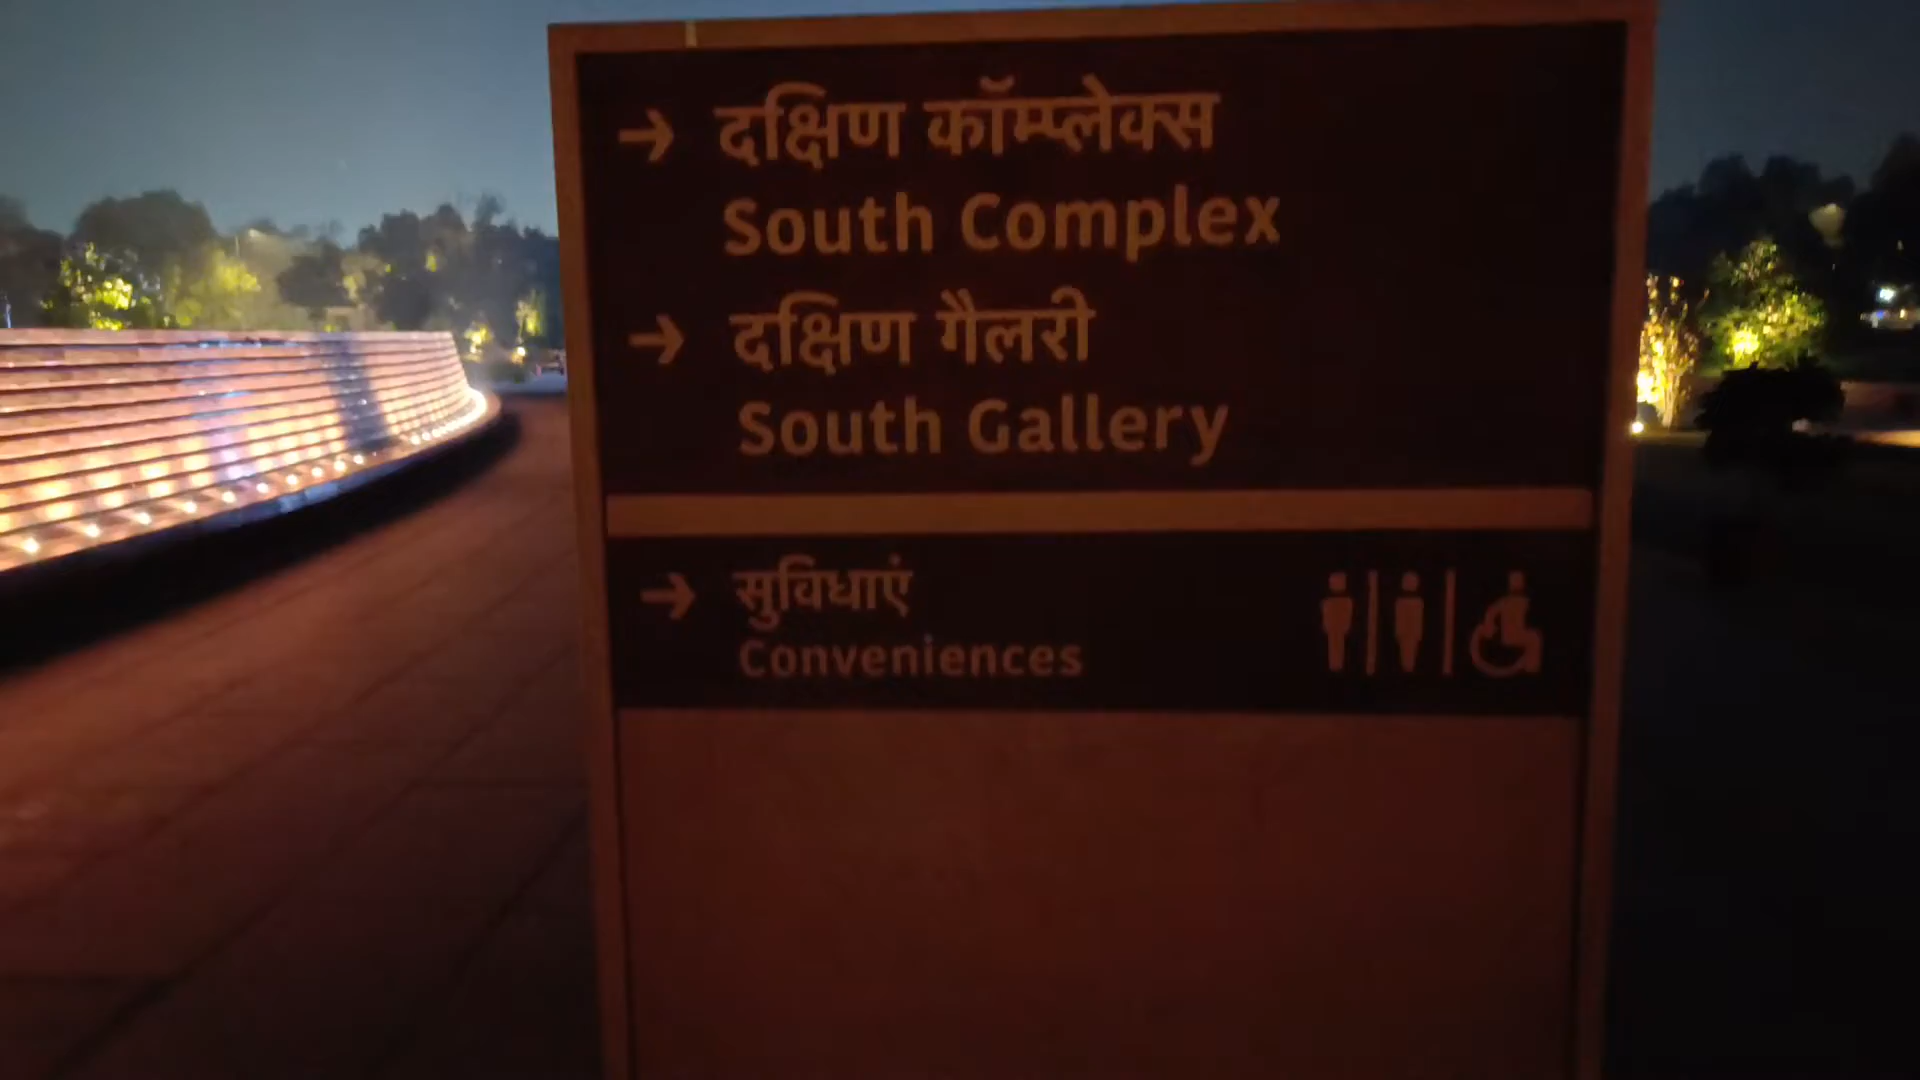 → दक्षिण कॉम्प्लेक्स
South Complex
→ दक्षिण गैलरी
South Gallery
→ सुविधाएं
Conveniences